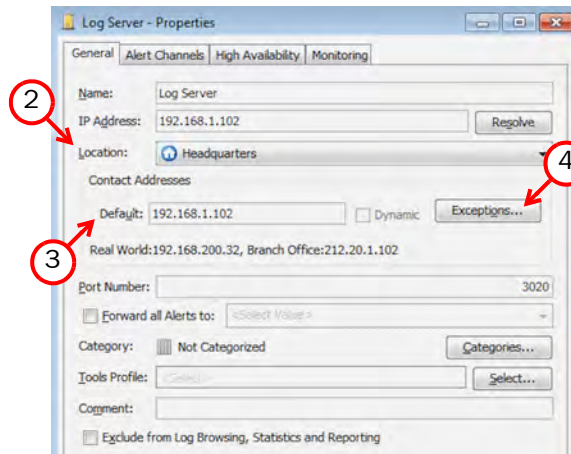 Log Server - Properties
General Alert Channels High Availability Monitoring
2
Name: Log Server
IP Address: 192.168.1.102 Resolve
Location: Headquarters
4
Contact Addresses
Default: 192.168.1.102 Dynamic Exceptions...
3
Real World:192.168.200.32, Branch Office:212.20.1.102
Port Number: 3020
Forward all Alerts to: <Select Value>
Category: Not Categorized Categories...
Tools Profile: <Select> Select...
Comment:
Exclude from Log Browsing, Statistics and Reporting